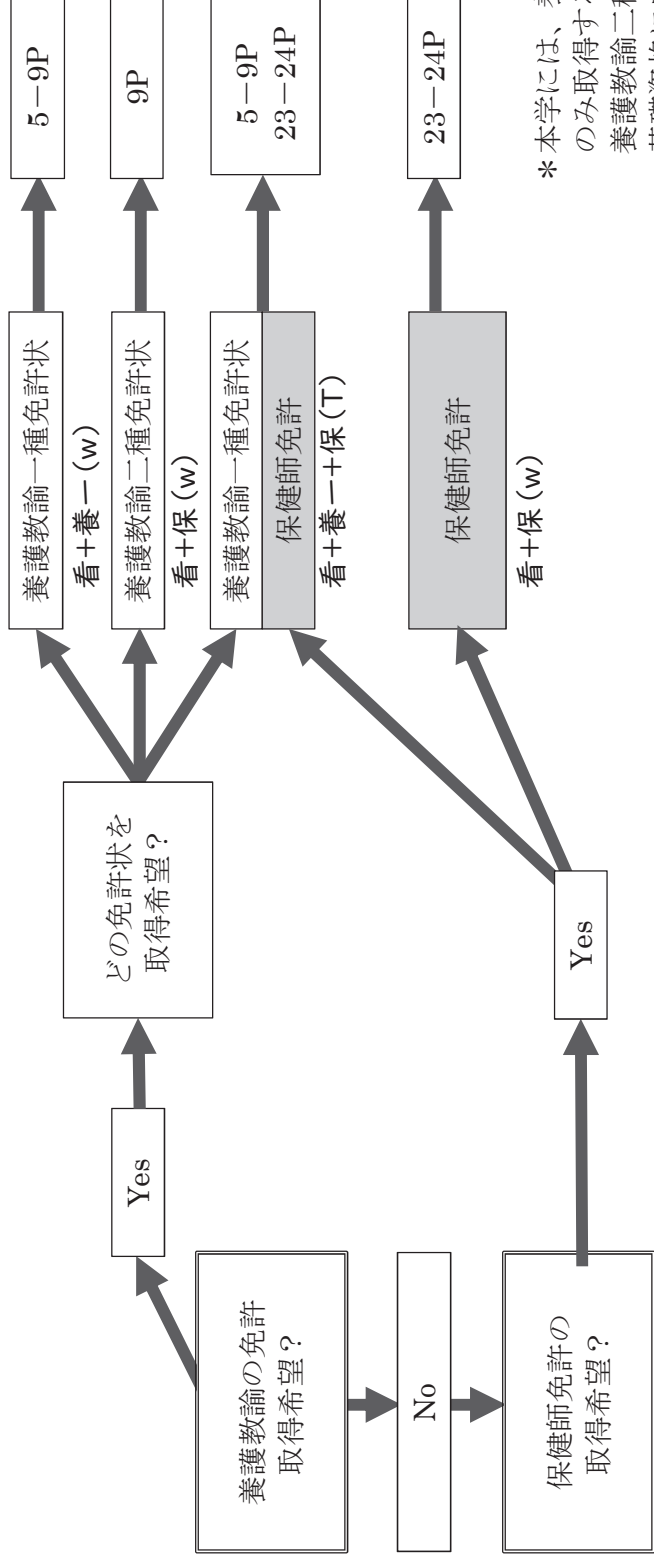 養護教諭の免許
取得希望?
Yes
どの免許状を
取得希望?
養護教諭一種免許状
看+養一(w)
5−9P
養護教諭二種免許状
看+保(w)
9P
養護教諭一種免許状
保健師免許
看+養一+保(T)
5−9P
23−24P
No
保健師免許の
取得希望?
Yes
保健師免許
看+保(w)
23−24P
*本学には、
のみ取得す
養護教諭二